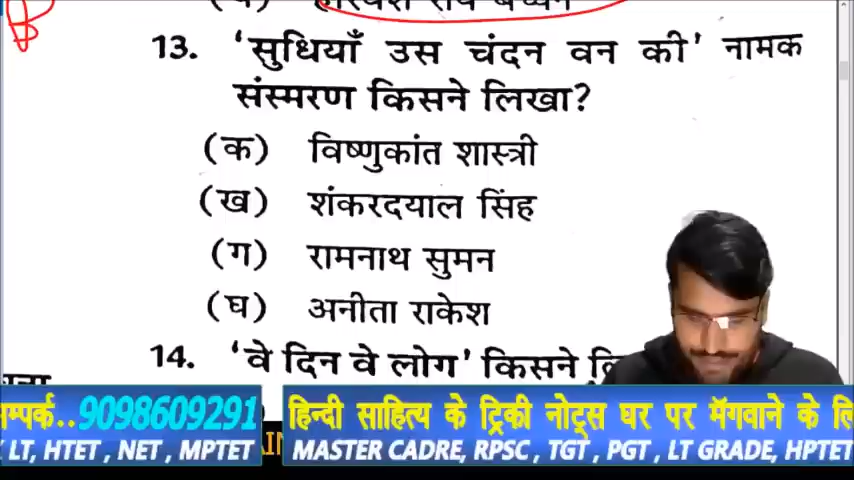 13. 'सुधियाँ उस चंदन वन की' नामक
संस्मरण किसने लिखा?
(क) विष्णुकांत शास्त्री
(ख) शंकरदयाल सिंह
(ग) रामनाथ सुमन
(घ) अनीता राकेश
14. 'वे दिन वे लोग' किसने
म्पर्क..9098609291 हिन्दी साहित्य के ट्रिकी नोट्स घर पर मॅगवाने के लि
LT, HTET , NET , MPTET MASTER CADRE, RPSC , TGT , PGT , LT GRADE, HPTET